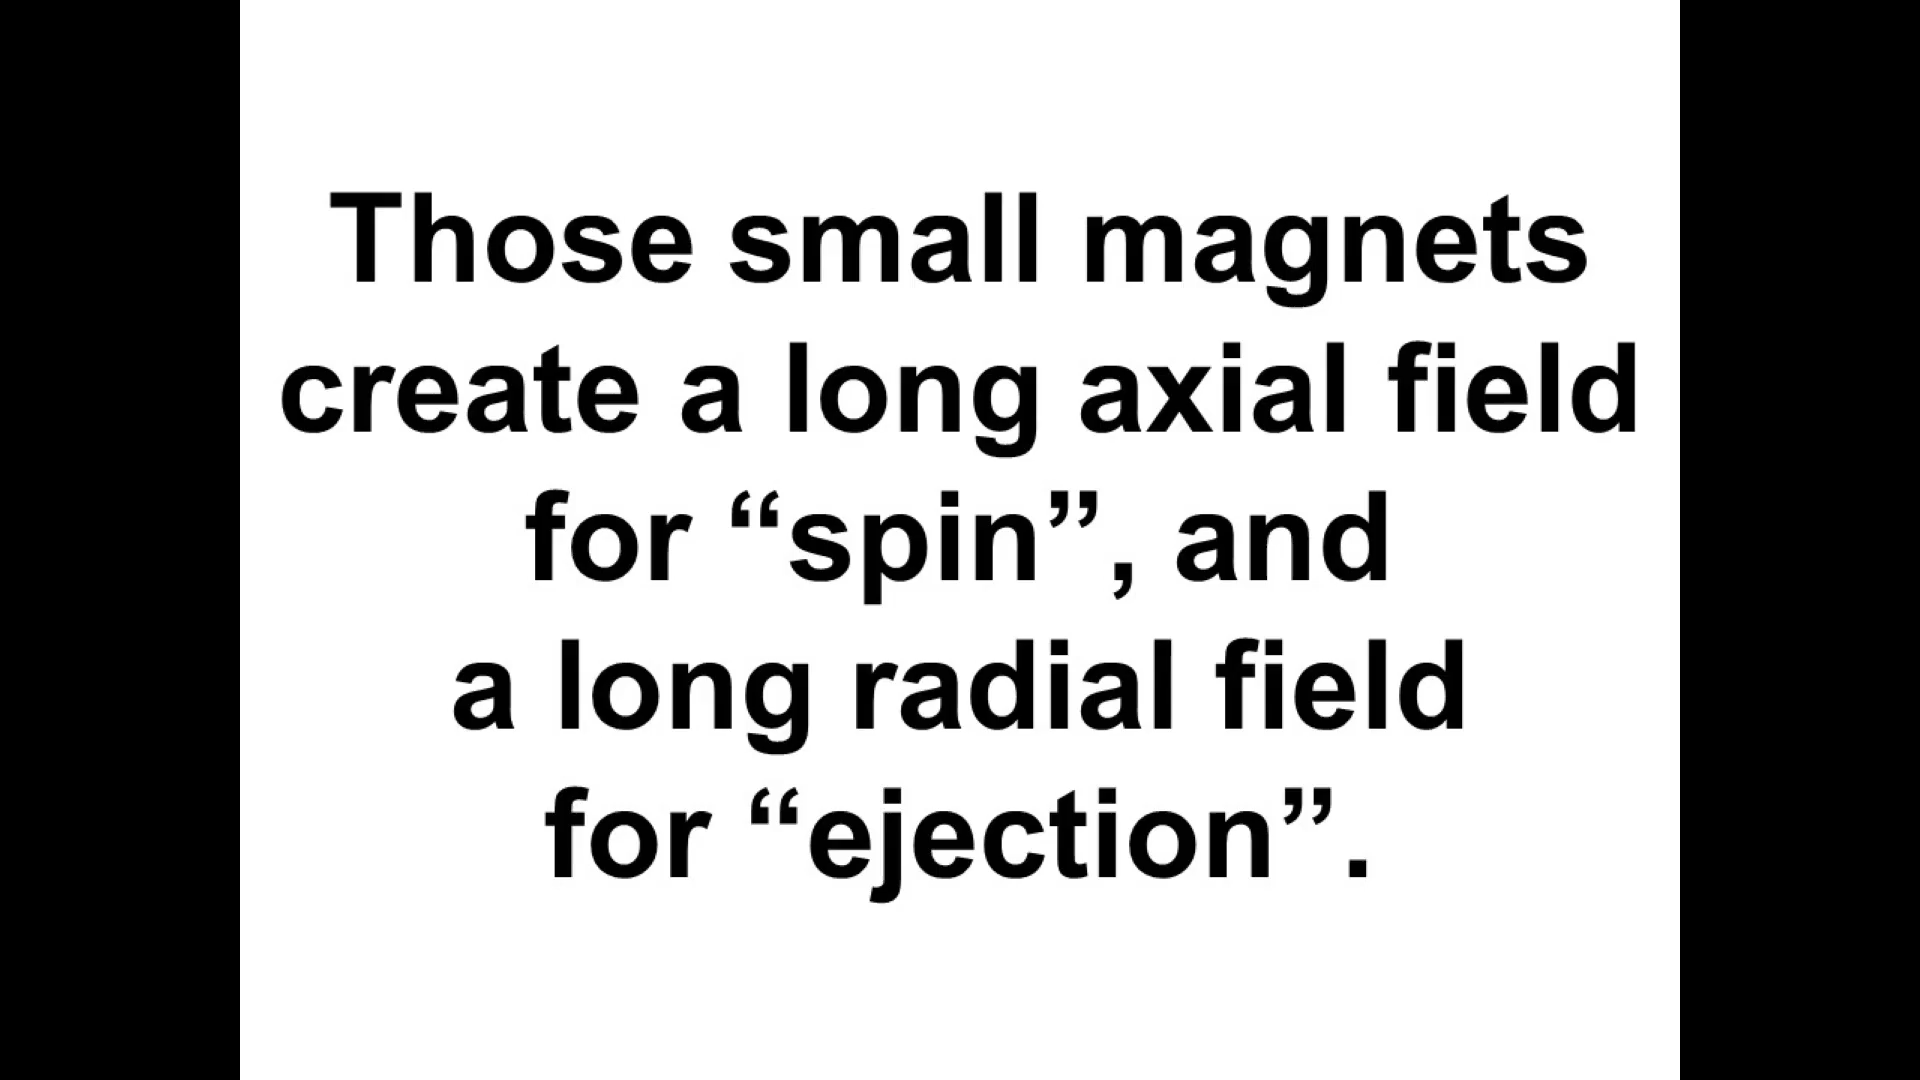 Those small magnets
create a long axial field
for “spin”, and
a long radial field
for “ejection”.